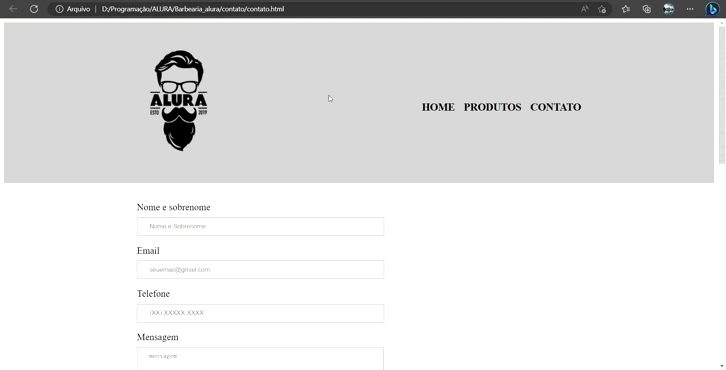 Arquivo | D:/Programação/ALURA/Barbearia_alura/contato/contato.html
ALURA
ESTD 2019
HOME PRODUTOS CONTATO
Nome e sobrenome
Nome e Sobrenome
Email
seuemail@gmail.com
Telefone
(XX) XXXXX-XXXX
Mensagem
mensagem